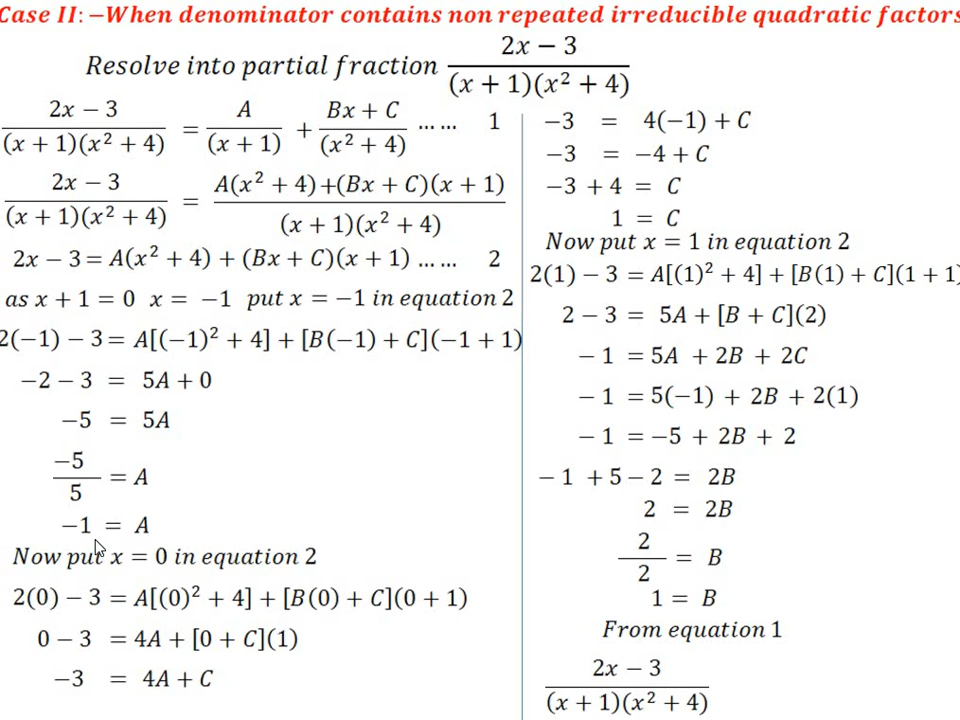 Case II: −When denominator contains non repeated irreducible quadratic factors
Resolve into partial fraction (2x − 3)/((x + 1)(x² + 4))
(2x − 3)/((x + 1)(x² + 4)) = A/(x + 1) + (Bx + C)/(x² + 4) … … 1
(2x − 3)/((x + 1)(x² + 4)) = (A(x² + 4)+(Bx + C)(x + 1))/((x + 1)(x² + 4))
2x − 3 = A(x² + 4) + (Bx + C)(x + 1) … … 2
as x + 1 = 0 x = −1 put x = −1 in equation 2
2(−1) − 3 = A[(−1)² + 4] + [B(−1) + C](−1 + 1)
−2 − 3 = 5A + 0
−5 = 5A
−5/5 = A
−1 = A
Now put x = 0 in equation 2
2(0) − 3 = A[(0)² + 4] + [B(0) + C](0 + 1)
0 − 3 = 4A + [0 + C](1)
−3 = 4A + C
−3 = 4(−1) + C
−3 = −4 + C
−3 + 4 = C
1 = C
Now put x = 1 in equation 2
2(1) − 3 = A[(1)² + 4] + [B(1) + C](1 + 1)
2 − 3 = 5A + [B + C](2)
− 1 = 5A + 2B + 2C
− 1 = 5(−1) + 2B + 2(1)
− 1 = −5 + 2B + 2
− 1 + 5 − 2 = 2B
2 = 2B
2/2 = B
1 = B
From equation 1
(2x − 3)/((x + 1)(x² + 4))